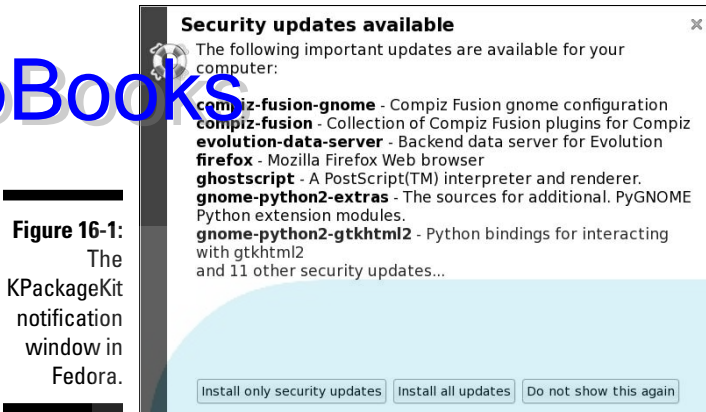 Security updates available
The following important updates are available for your
computer:
compiz-fusion-gnome - Compiz Fusion gnome configuration
compiz-fusion - Collection of Compiz Fusion plugins for Compiz
evolution-data-server - Backend data server for Evolution
firefox - Mozilla Firefox Web browser
ghostscript - A PostScript(TM) interpreter and renderer.
gnome-python2-extras - The sources for additional. PyGNOME
Python extension modules.
gnome-python2-gtkhtml2 - Python bindings for interacting
with gtkhtml2
and 11 other security updates...
Install only security updates Install all updates Do not show this again
Figure 16-1:
The
KPackageKit
notification
window in
Fedora.
Books